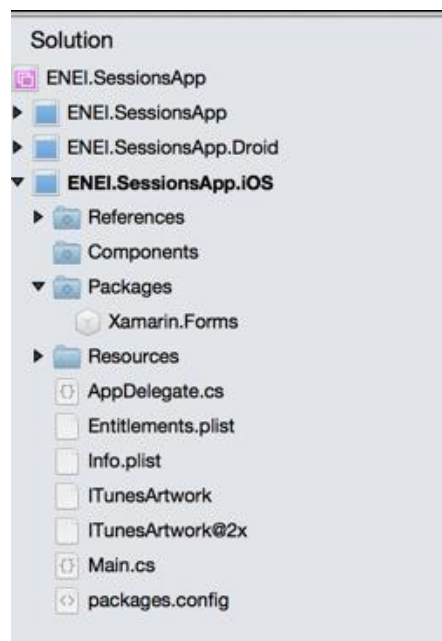 Solution
ENEI.SessionsApp
ENEI.SessionsApp
ENEI.SessionsApp.Droid
ENEI.SessionsApp.iOS
References
Components
Packages
Xamarin.Forms
Resources
AppDelegate.cs
Entitlements.plist
Info.plist
ITunesArtwork
ITunesArtwork@2x
Main.cs
packages.config